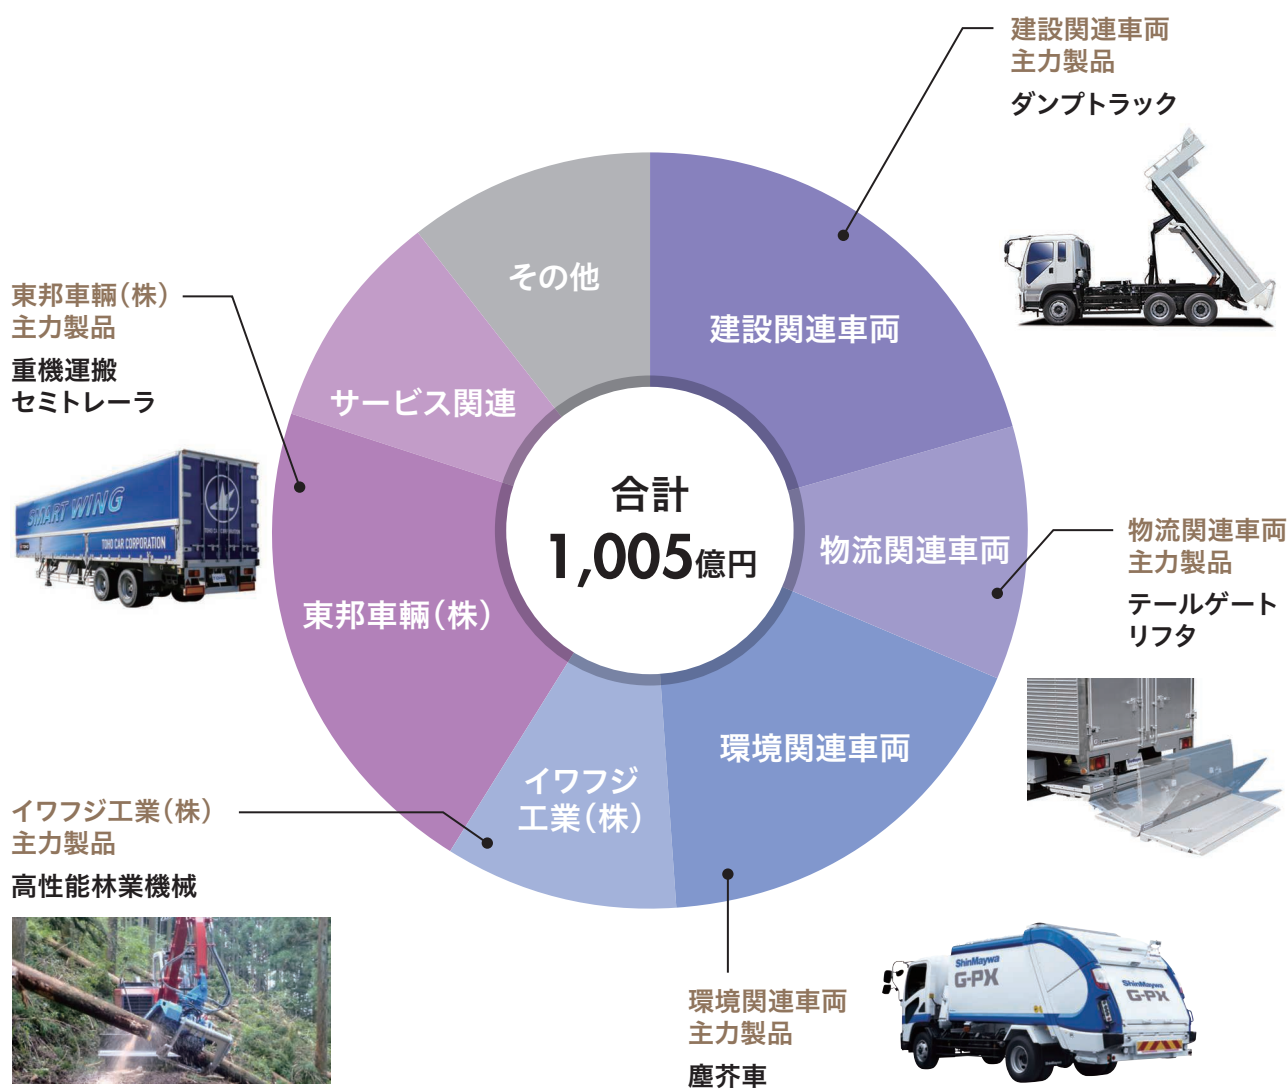 建設関連車両
主力製品
ダンプトラック
その他
建設関連車両
東邦車輛(株)
主力製品
重機運搬
セミトレーラ
サービス関連
SMART WING
TOHO CAR CORPORATION
TOHO CAR CORPORATION
合計
1,005億円
物流関連車両
物流関連車両
主力製品
テールゲート
リフタ
東邦車輛(株)
環境関連車両
イワフジ
工業(株)
イワフジ工業(株)
主力製品
高性能林業機械
環境関連車両
主力製品
塵芥車
ShinMaywa
G-PX
ShinMaywa
G-PX